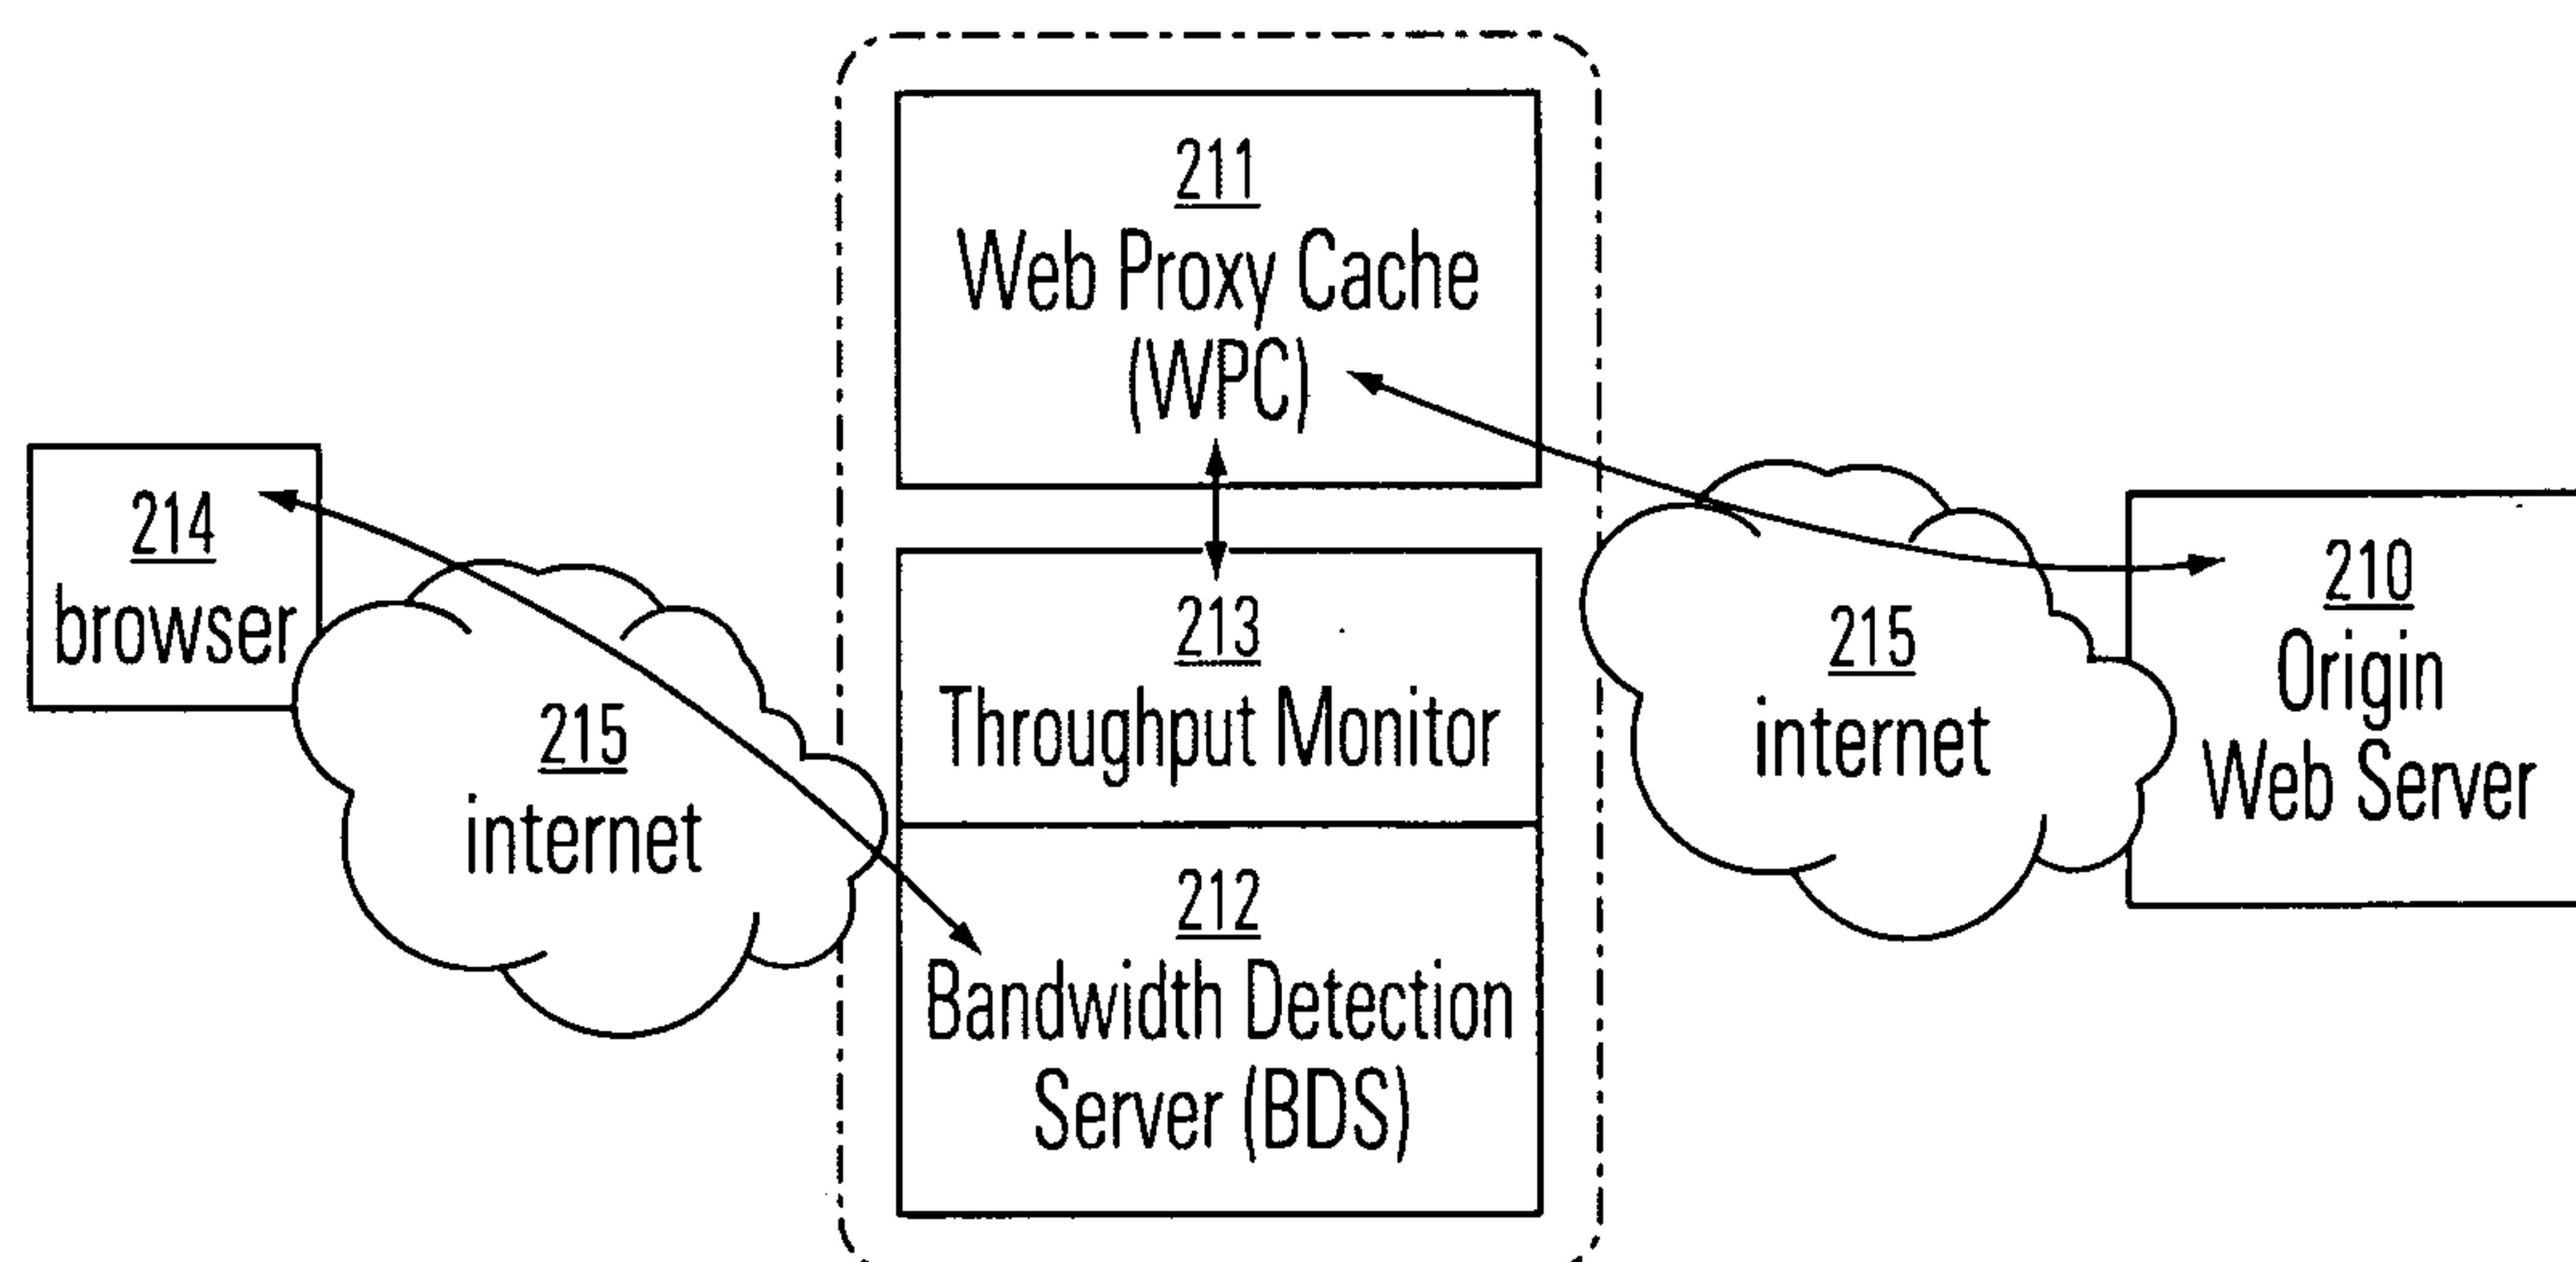 211
Web Proxy Cache
(WPC)
214
browser
215
internet
213
Throughput Monitor
212
Bandwidth Detection
Server (BDS)
215
internet
210
Origin
Web Server